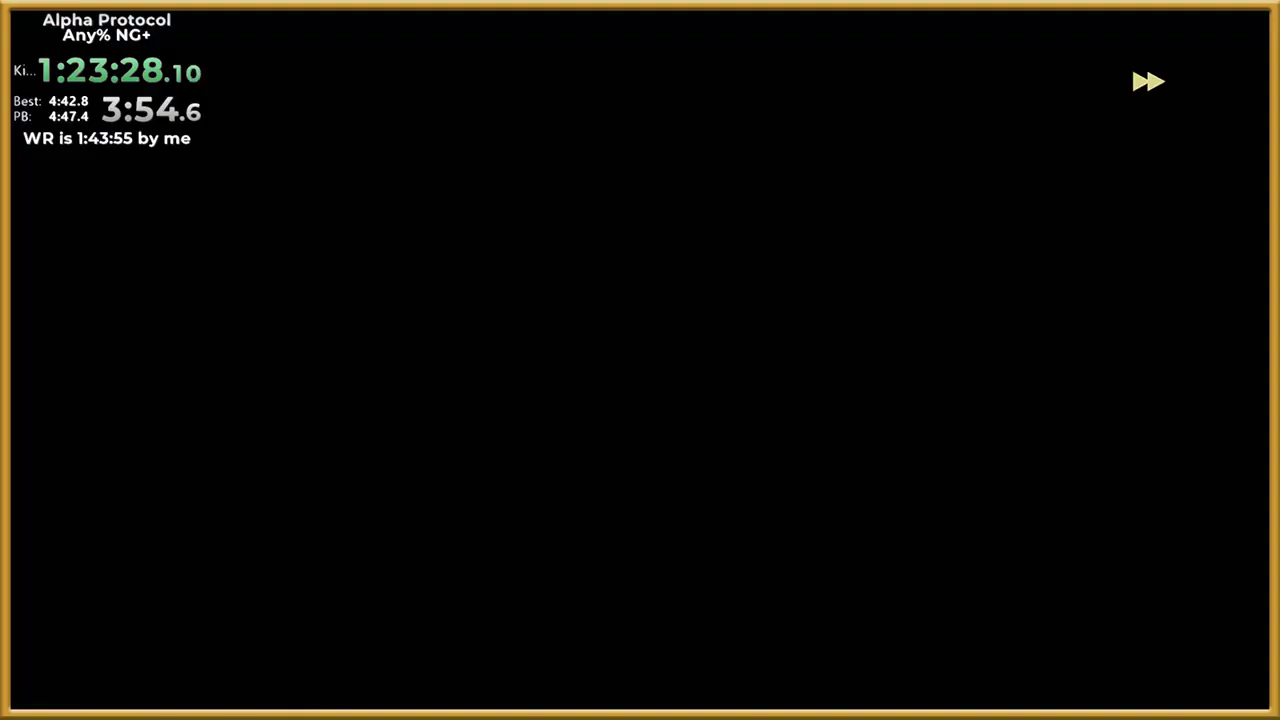 Alpha Protocol
Any% NG+
Ki... 1:23:28.10
Best: 4:42.8
PB: 4:47.4
3:54.6
WR is 1:43:55 by me